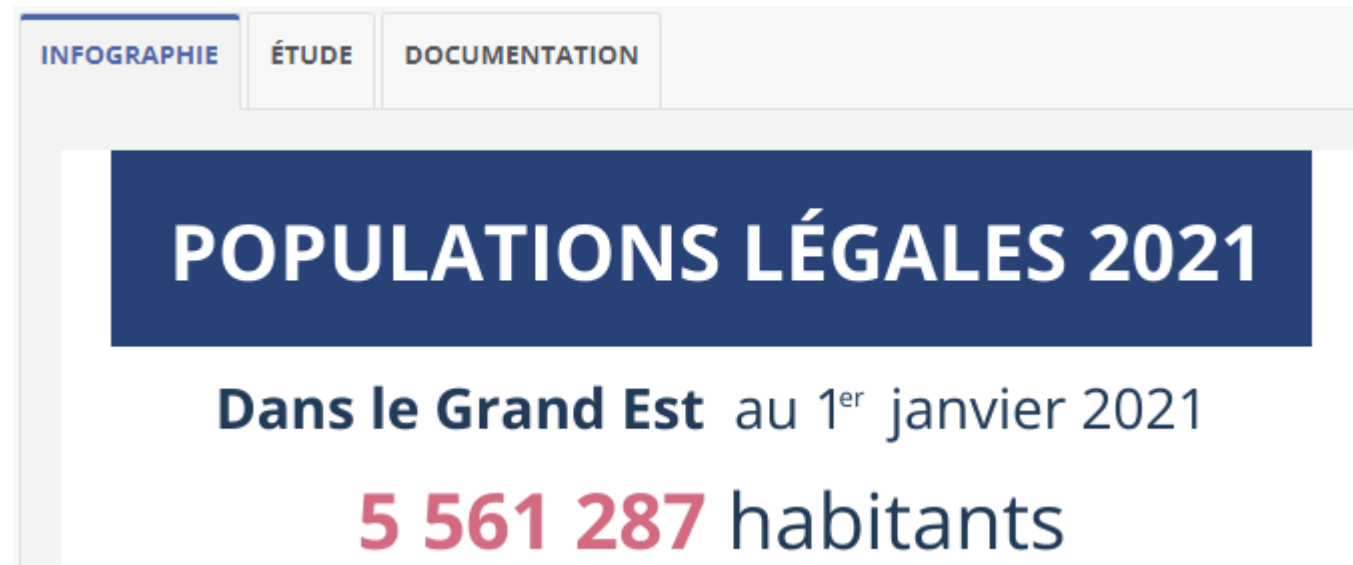 INFOGRAPHIE ÉTUDE DOCUMENTATION
POPULATIONS LÉGALES 2021
Dans le Grand Est au 1er janvier 2021
5 561 287 habitants